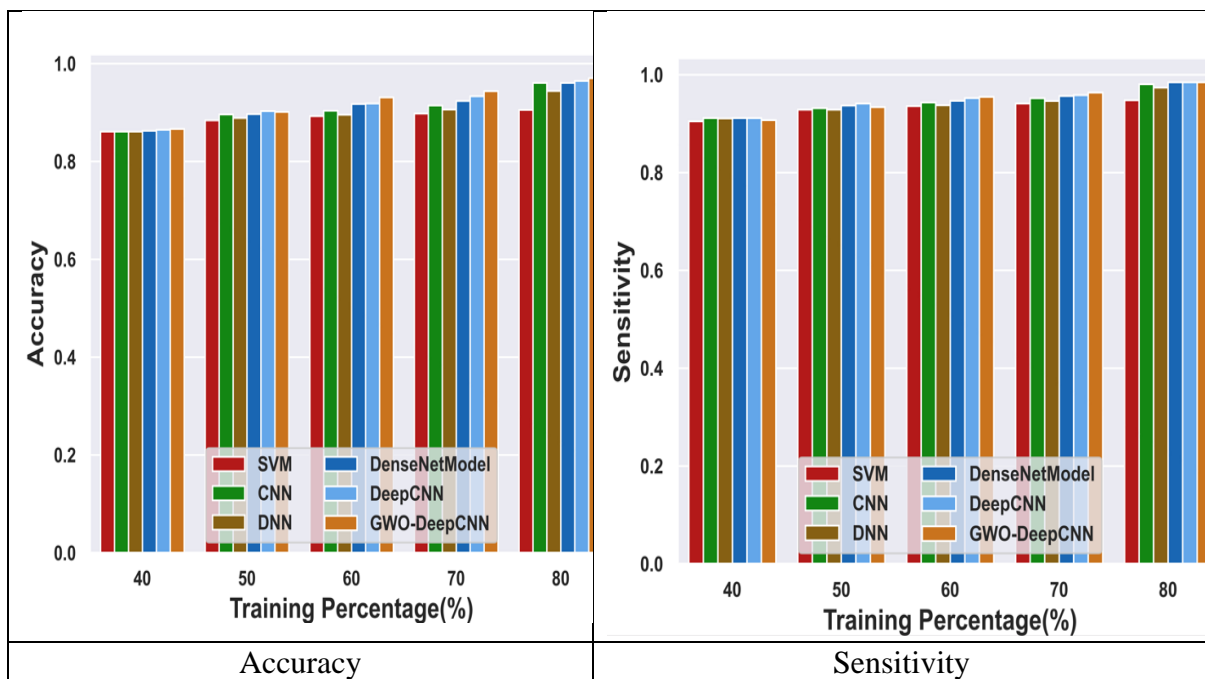 1.0
0.8
0.6
0.4
0.2
0.0
Accuracy
SVM
CNN
DNN
DenseNetModel
DeepCNN
GWO-DeepCNN
40 50 60 70 80
Training Percentage(%)
Accuracy
1.0
0.8
0.6
0.4
0.2
0.0
Sensitivity
SVM
CNN
DNN
DenseNetModel
DeepCNN
GWO-DeepCNN
40 50 60 70 80
Training Percentage(%)
Sensitivity